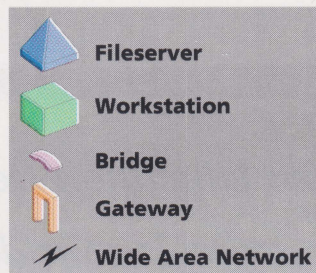 Fileserver
Workstation
Bridge
Gateway
Wide Area Network